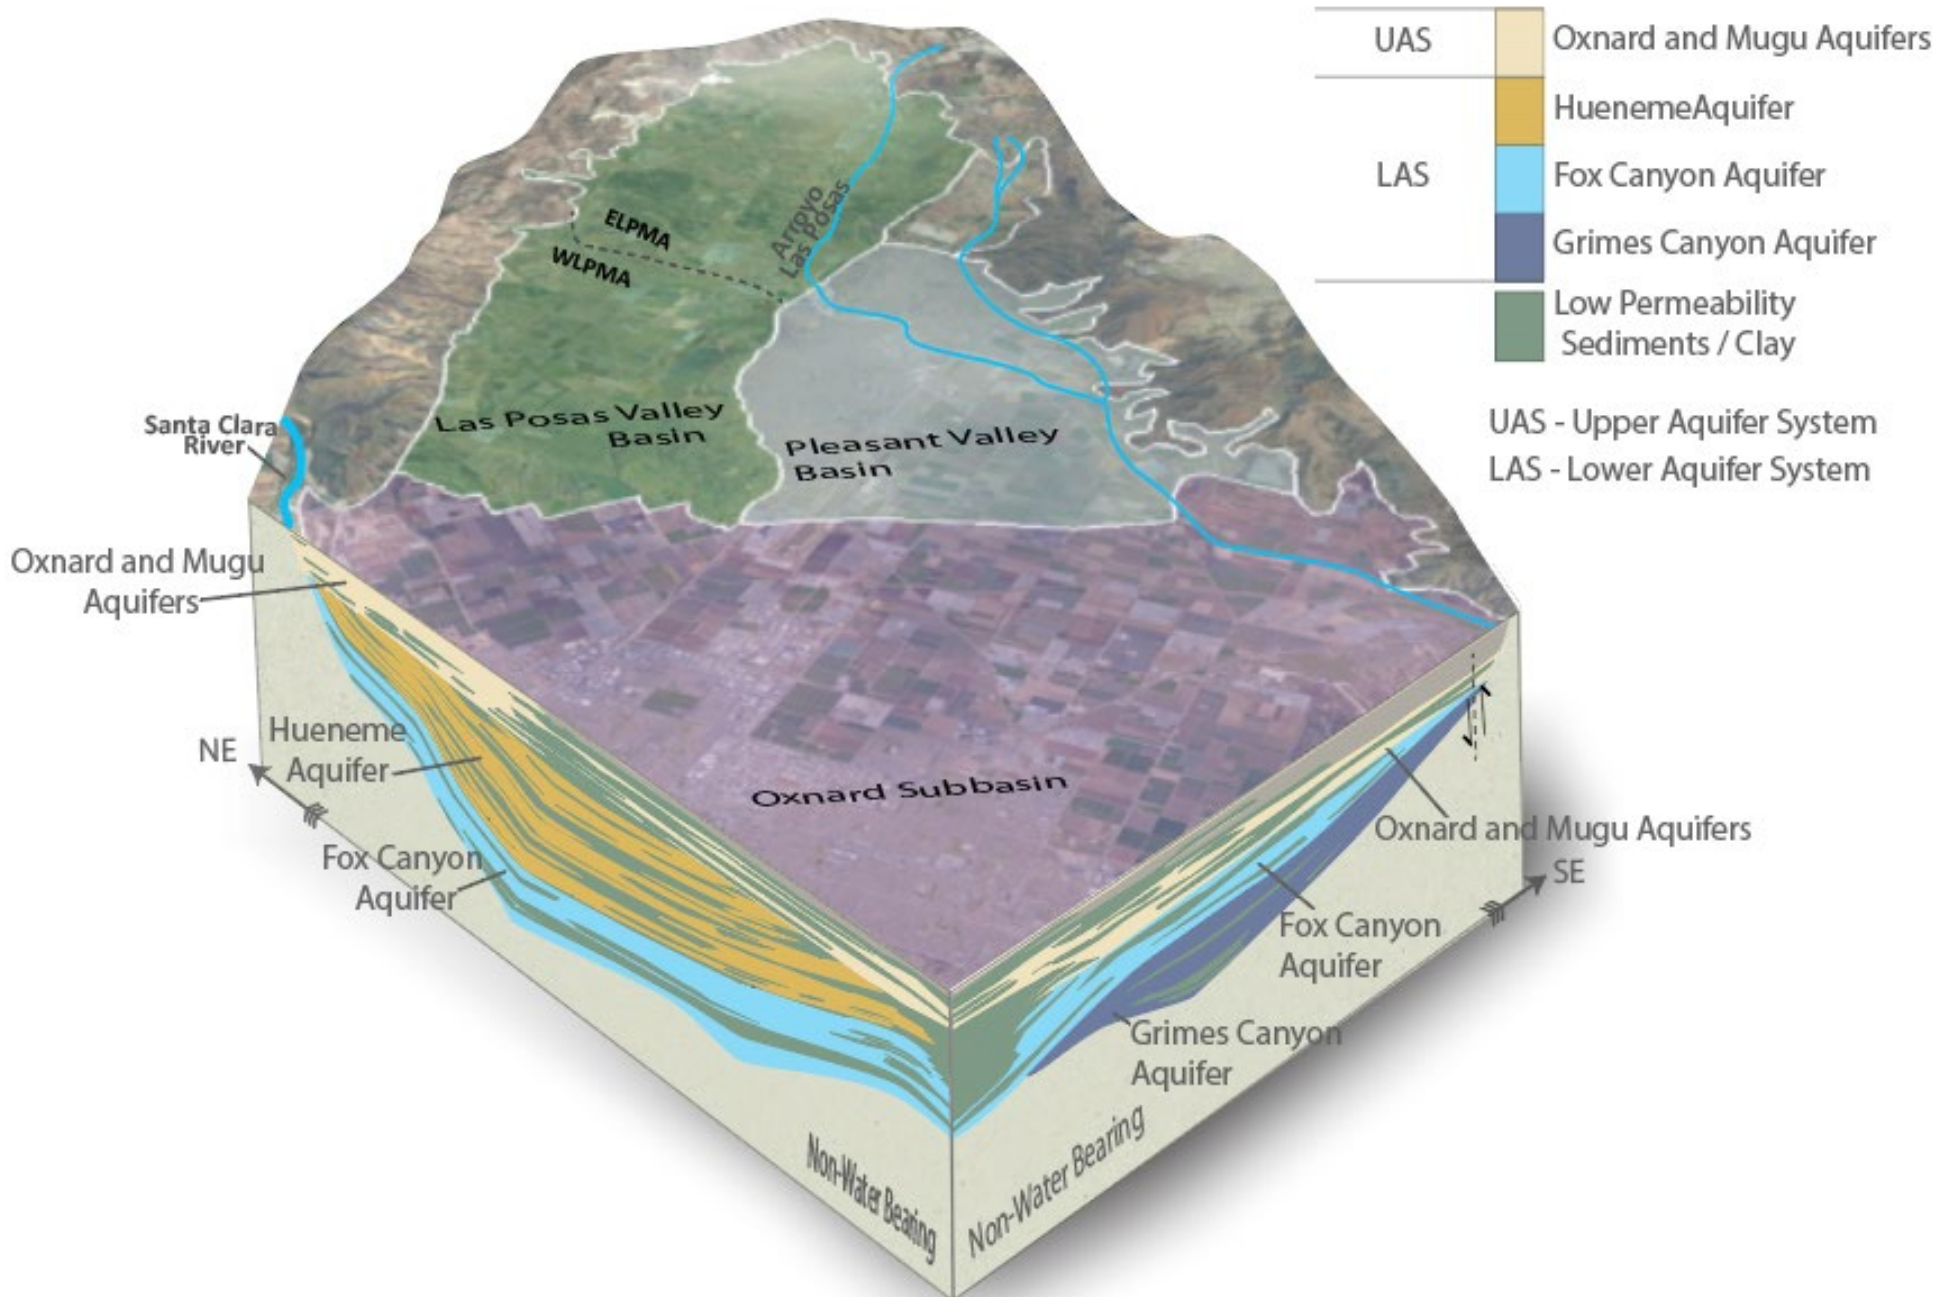 UAS
Oxnard and Mugu Aquifers
HuenemeAquifer
LAS
Fox Canyon Aquifer
Grimes Canyon Aquifer
Low Permeability
Sediments / Clay
UAS - Upper Aquifer System
LAS - Lower Aquifer System
ELPMA
WLPMA
Arroyo
Las Posas
Santa Clara
River
Las Posas Valley
Basin
Pleasant Valley
Basin
Oxnard and Mugu
Aquifers
Hueneme
Aquifer
NE
Fox Canyon
Aquifer
Oxnard Subbasin
Oxnard and Mugu Aquifers
SE
Fox Canyon
Aquifer
Grimes Canyon
Aquifer
Non-Water Bearing
Non-Water Bearing